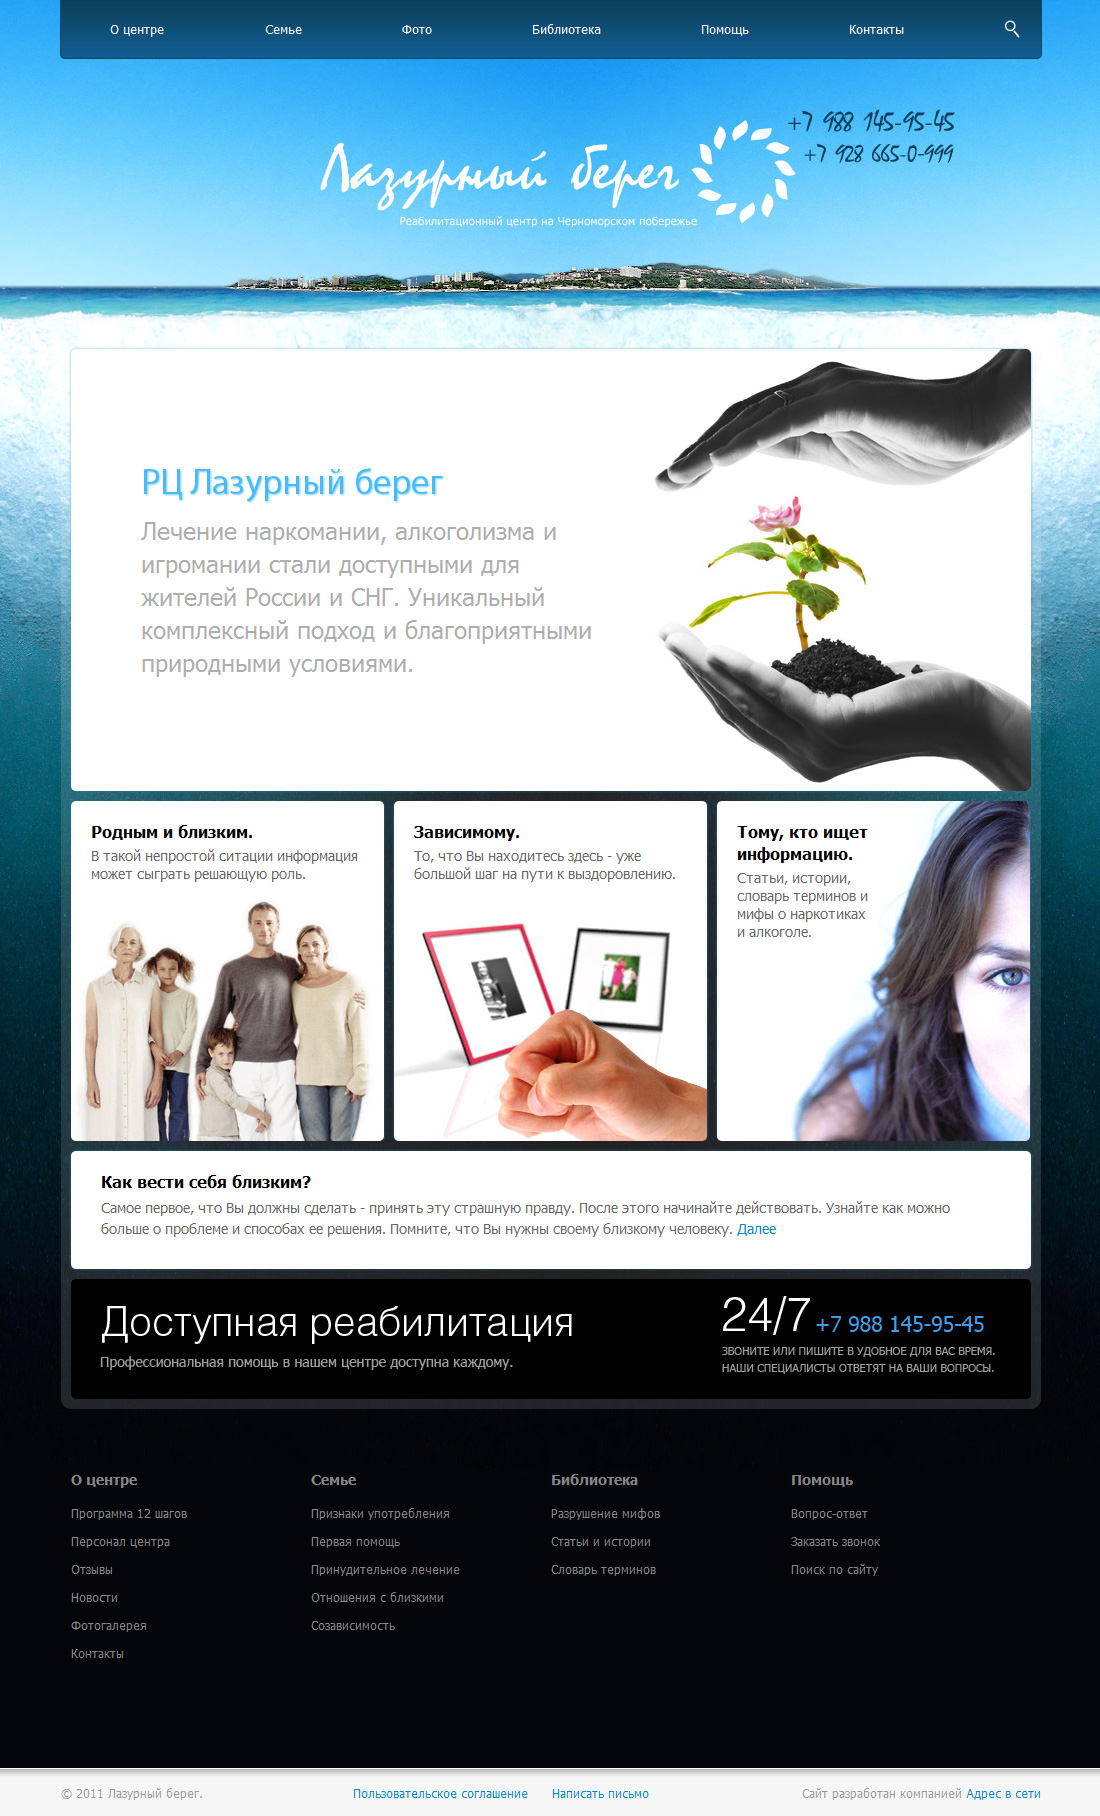 О центре Семье Фото Библиотека Помощь Контакты
+7 988 145-95-45
+7 928 665-0-999
Лазурный берег
Реабилитационный центр на Черноморском побережье
РЦ Лазурный берег
Лечение наркомании, алкоголизма и
игромании стали доступными для
жителей России и СНГ. Уникальный
комплексный подход и благоприятными
природными условиями.
Родным и близким.
В такой непростой ситации информация
может сыграть решающую роль.
Зависимому.
То, что Вы находитесь здесь - уже
большой шаг на пути к выздоровлению.
Тому, кто ищет
информацию.
Статьи, истории,
словарь терминов и
мифы о наркотиках
и алкоголе.
Как вести себя близким?
Самое первое, что Вы должны сделать - принять эту страшную правду. После этого начинайте действовать. Узнайте как можно
больше о проблеме и способах ее решения. Помните, что Вы нужны своему близкому человеку. Далее
Доступная реабилитация
Профессиональная помощь в нашем центре доступна каждому.
24/7 +7 988 145-95-45
ЗВОНИТЕ ИЛИ ПИШИТЕ В УДОБНОЕ ДЛЯ ВАС ВРЕМЯ.
НАШИ СПЕЦИАЛИСТЫ ОТВЕТЯТ НА ВАШИ ВОПРОСЫ.
О центре
Программа 12 шагов
Персонал центра
Отзывы
Новости
Фотогалерея
Контакты
Семье
Признаки употребления
Первая помощь
Принудительное лечение
Отношения с близкими
Созависимость
Библиотека
Разрушение мифов
Статьи и истории
Словарь терминов
Помощь
Вопрос-ответ
Заказать звонок
Поиск по сайту
© 2011 Лазурный берег. Пользовательское соглашение Написать письмо Сайт разработан компанией Адрес в сети